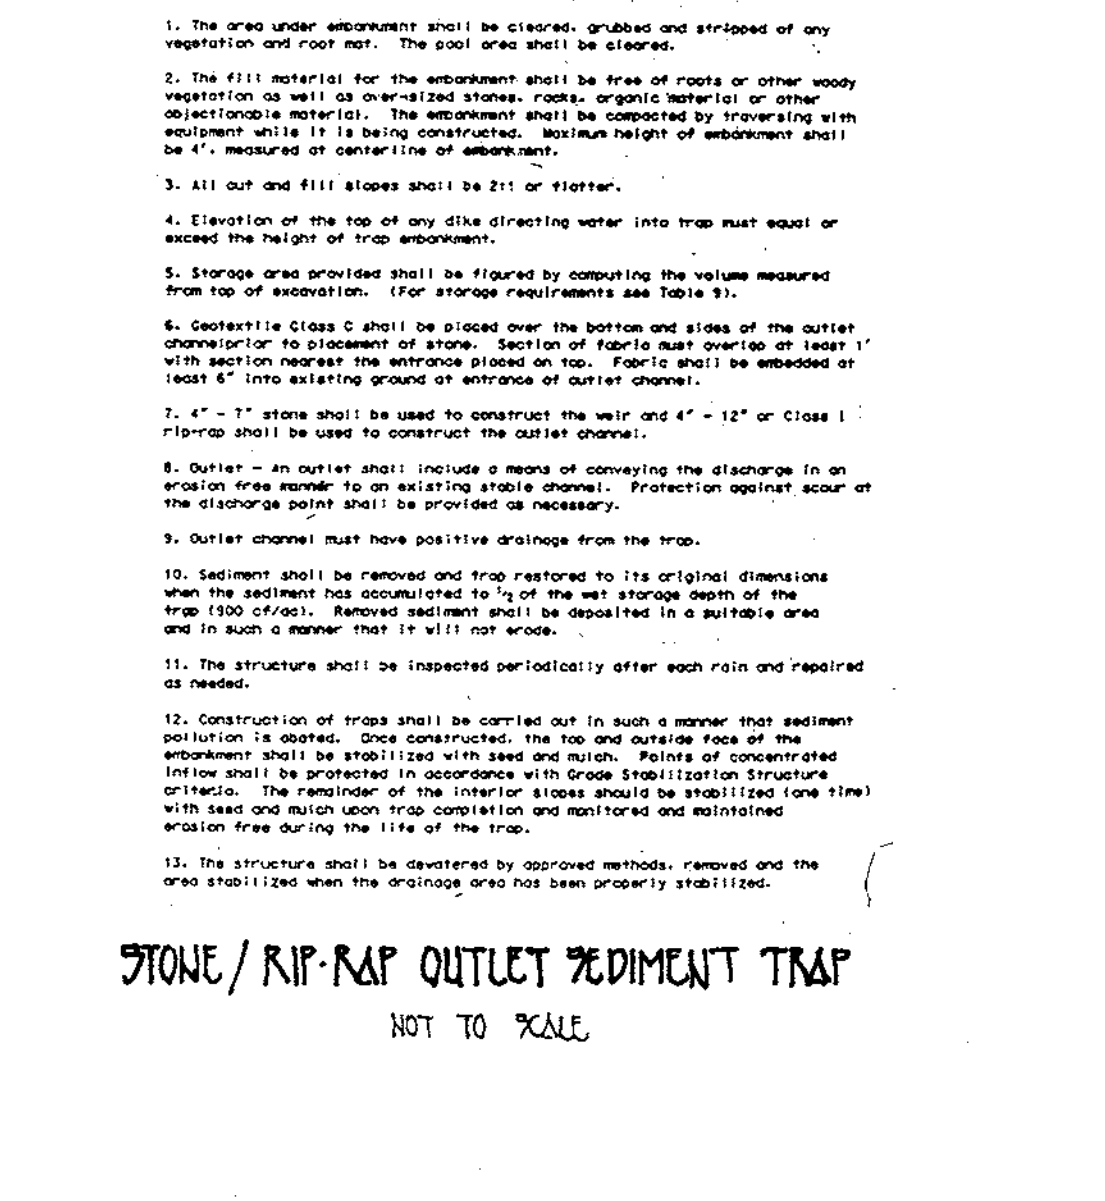 1. The area under embankment shall be cleared, grubbed and stripped of any
vegetation and root mat. The pool area shall be cleared.
2. The fill material for the embankment shall be free of roots or other woody
vegetation as well as over-sized stones, rocks, organic material or other
objectionable material. The embankment shall be compacted by traversing with
equipment while it is being constructed. Maximum height of embankment shall
be 4', measured at centerline of embankment.
3. All cut and fill slopes shall be 2:1 or flatter.
4. Elevation of the top of any dike directing water into trap must equal or
exceed the height of trap embankment.
5. Storage area provided shall be figured by computing the volume measured
from top of excavation. (For storage requirements see Table 9).
6. Geotextile Class C shall be placed over the bottom and sides of the outlet
channelprior to placement of stone. Section of fabric must overlap at least 1'
with section nearest the entrance placed on top. Fabric shall be embedded at
least 6" into existing ground at entrance of outlet channel.
7. 4" - 7" stone shall be used to construct the weir and 4" - 12" or Class I
rip-rap shall be used to construct the outlet channel.
8. Outlet - An outlet shall include a means of conveying the discharge in an
erosion free manner to an existing stable channel. Protection against scour at
the discharge point shall be provided as necessary.
9. Outlet channel must have positive drainage from the trap.
10. Sediment shall be removed and trap restored to its original dimensions
when the sediment has accumulated to 1/2 of the wet storage depth of the
trap (900 cf/ac). Removed sediment shall be deposited in a suitable area
and in such a manner that it will not erode.
11. The structure shall be inspected periodically after each rain and repaired
as needed.
12. Construction of traps shall be carried out in such a manner that sediment
pollution is abated. Once constructed, the top and outside face of the
embankment shall be stabilized with seed and mulch. Points of concentrated
inflow shall be protected in accordance with Grade Stabilization Structure
criteria. The remainder of the interior slopes should be stabilized (one time)
with seed and mulch upon trap completion and monitored and maintained
erosion free during the life of the trap.
13. The structure shall be dewatered by approved methods, removed and the
area stabilized when the drainage area has been properly stabilized.
STONE / RIP-RAP OUTLET SEDIMENT TRAP
NOT TO SCALE